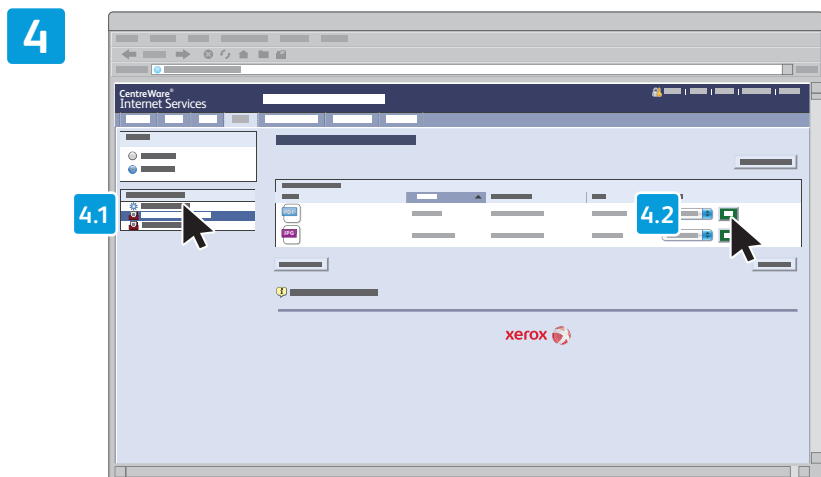 4
CentreWare®
Internet Services
4.1
4.2
PDF
JPG
xerox